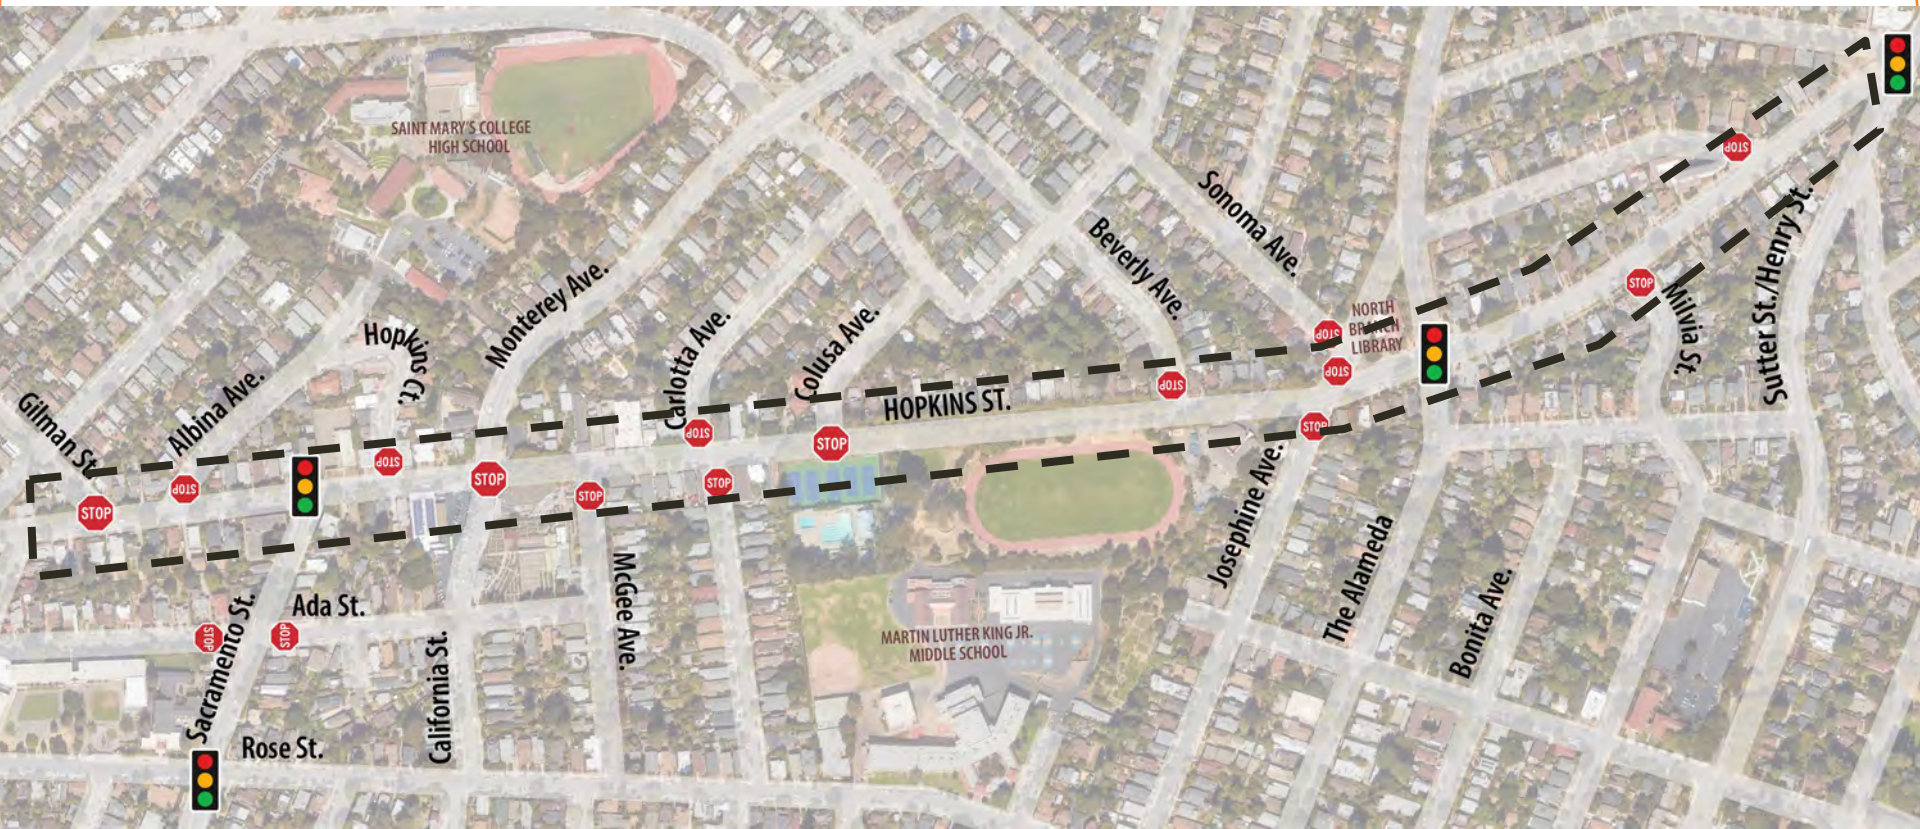 SAINT MARY'S COLLEGE
HIGH SCHOOL
STOP
Sonoma Ave.
Beverly Ave.
Sutter St./Henry St.
Monterey Ave.
STOP
Milvia St.
NORTH
BRANCH
LIBRARY
STOP
STOP
Hopkins Ct.
Carlotta Ave.
Colusa Ave.
HOPKINS ST.
STOP
Gilman St.
Albina Ave.
STOP
STOP
STOP
STOP
STOP
STOP
STOP
STOP
STOP
STOP
Josephine Ave.
The Alameda
Bonita Ave.
McGee Ave.
Ada St.
STOP
STOP
Sacramento St.
California St.
MARTIN LUTHER KING JR.
MIDDLE SCHOOL
Rose St.